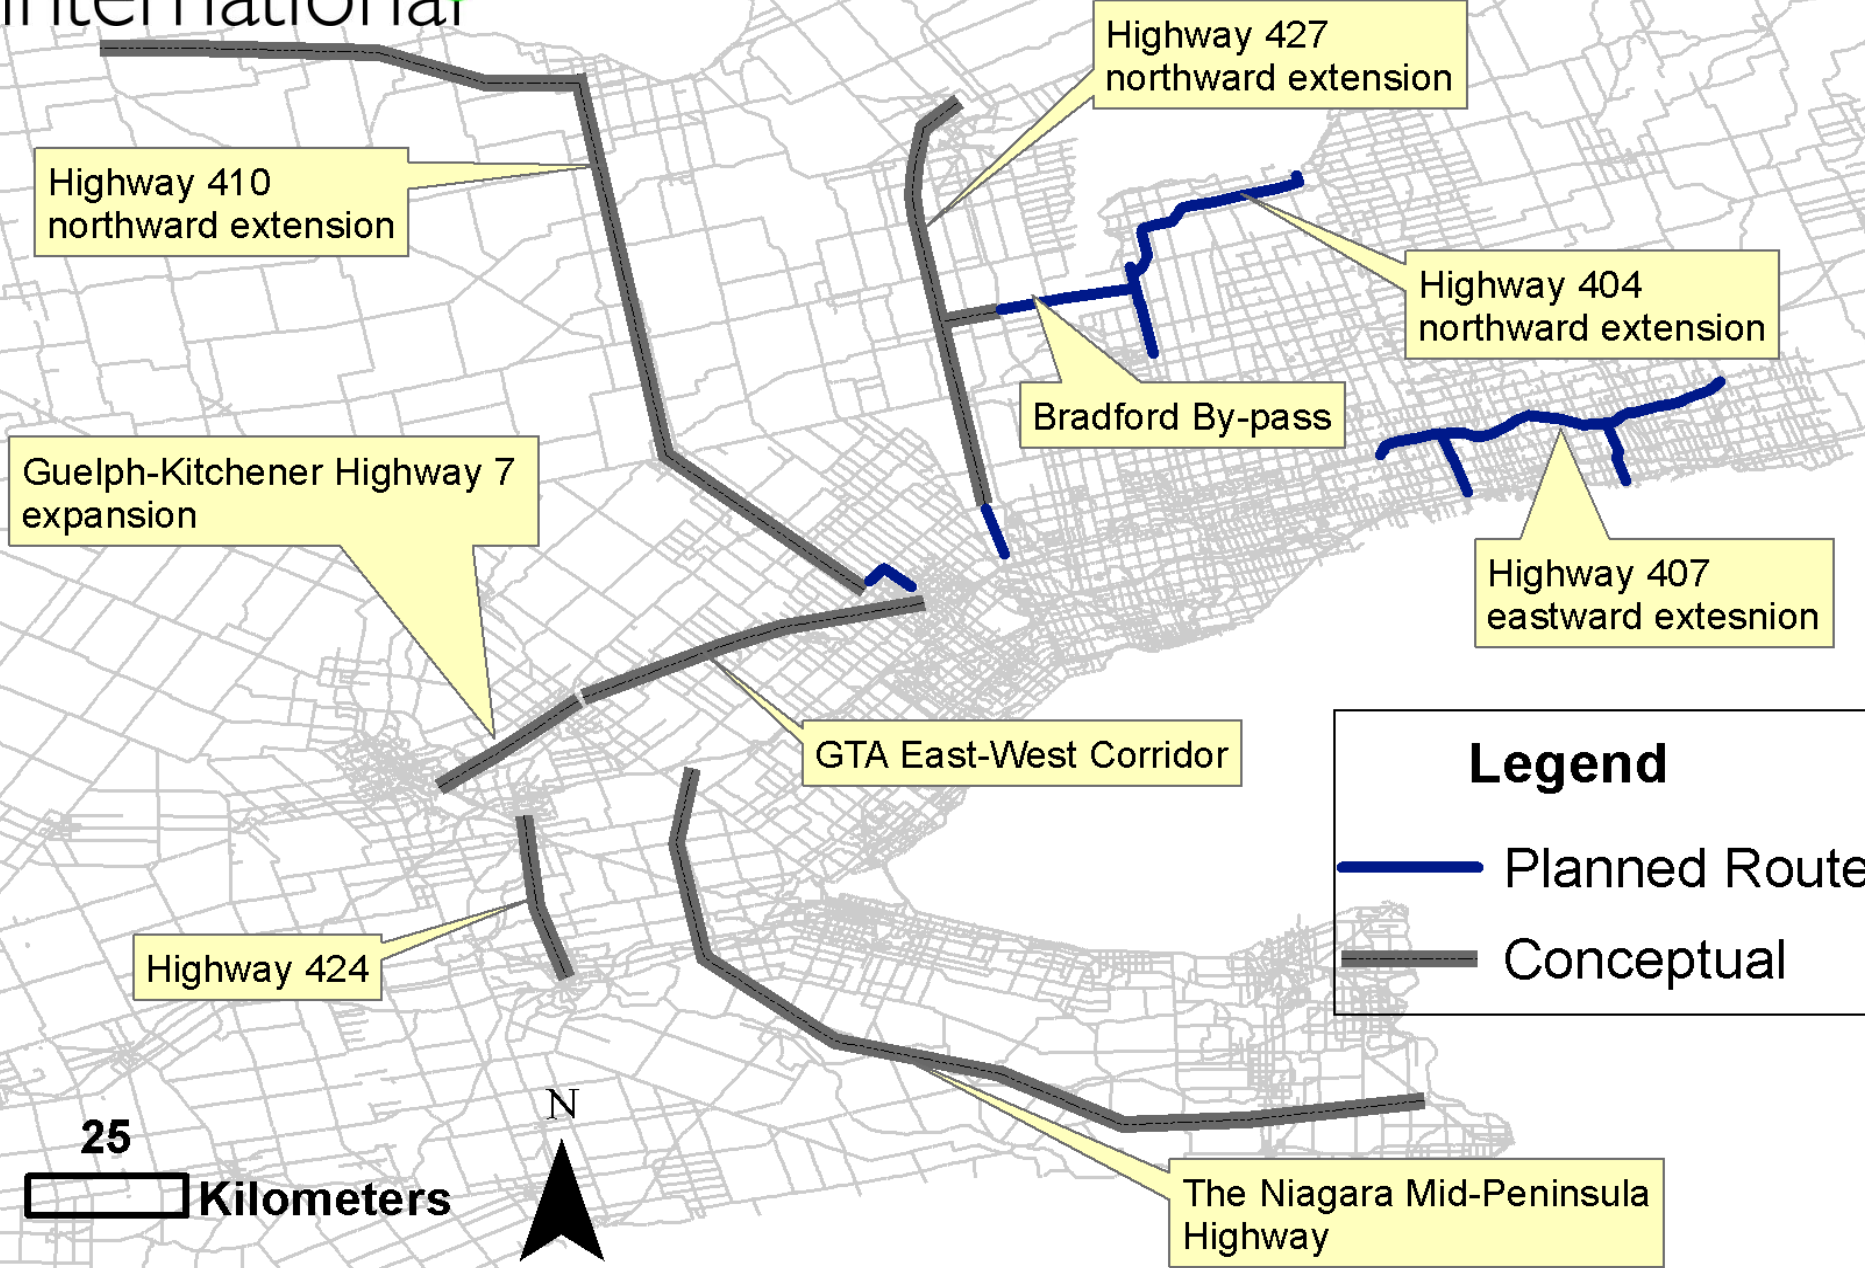 international
Highway 427
northward extension
Highway 410
northward extension
Highway 404
northward extension
Bradford By-pass
Guelph-Kitchener Highway 7
expansion
Highway 407
eastward extesnion
GTA East-West Corridor
Legend
Planned Route
Conceptual
Highway 424
N
25
Kilometers
The Niagara Mid-Peninsula
Highway